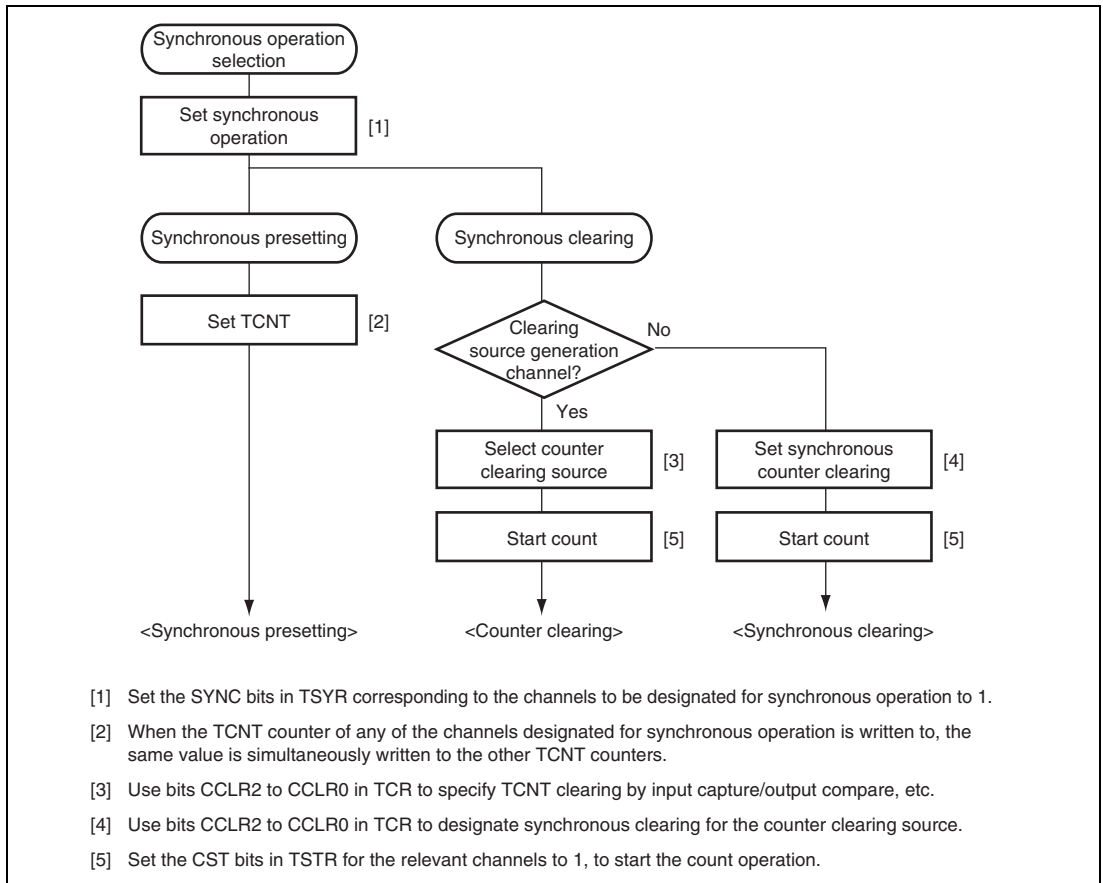 Synchronous operation
selection
Set synchronous
operation
[1]
Synchronous presetting
Synchronous clearing
Set TCNT
[2]
Clearing
source generation
channel?
No
Yes
Select counter
clearing source
[3]
Set synchronous
counter clearing
[4]
Start count
[5]
Start count
[5]
<Synchronous presetting>
<Counter clearing>
<Synchronous clearing>
[1] Set the SYNC bits in TSYR corresponding to the channels to be designated for synchronous operation to 1.
[2] When the TCNT counter of any of the channels designated for synchronous operation is written to, the
same value is simultaneously written to the other TCNT counters.
[3] Use bits CCLR2 to CCLR0 in TCR to specify TCNT clearing by input capture/output compare, etc.
[4] Use bits CCLR2 to CCLR0 in TCR to designate synchronous clearing for the counter clearing source.
[5] Set the CST bits in TSTR for the relevant channels to 1, to start the count operation.